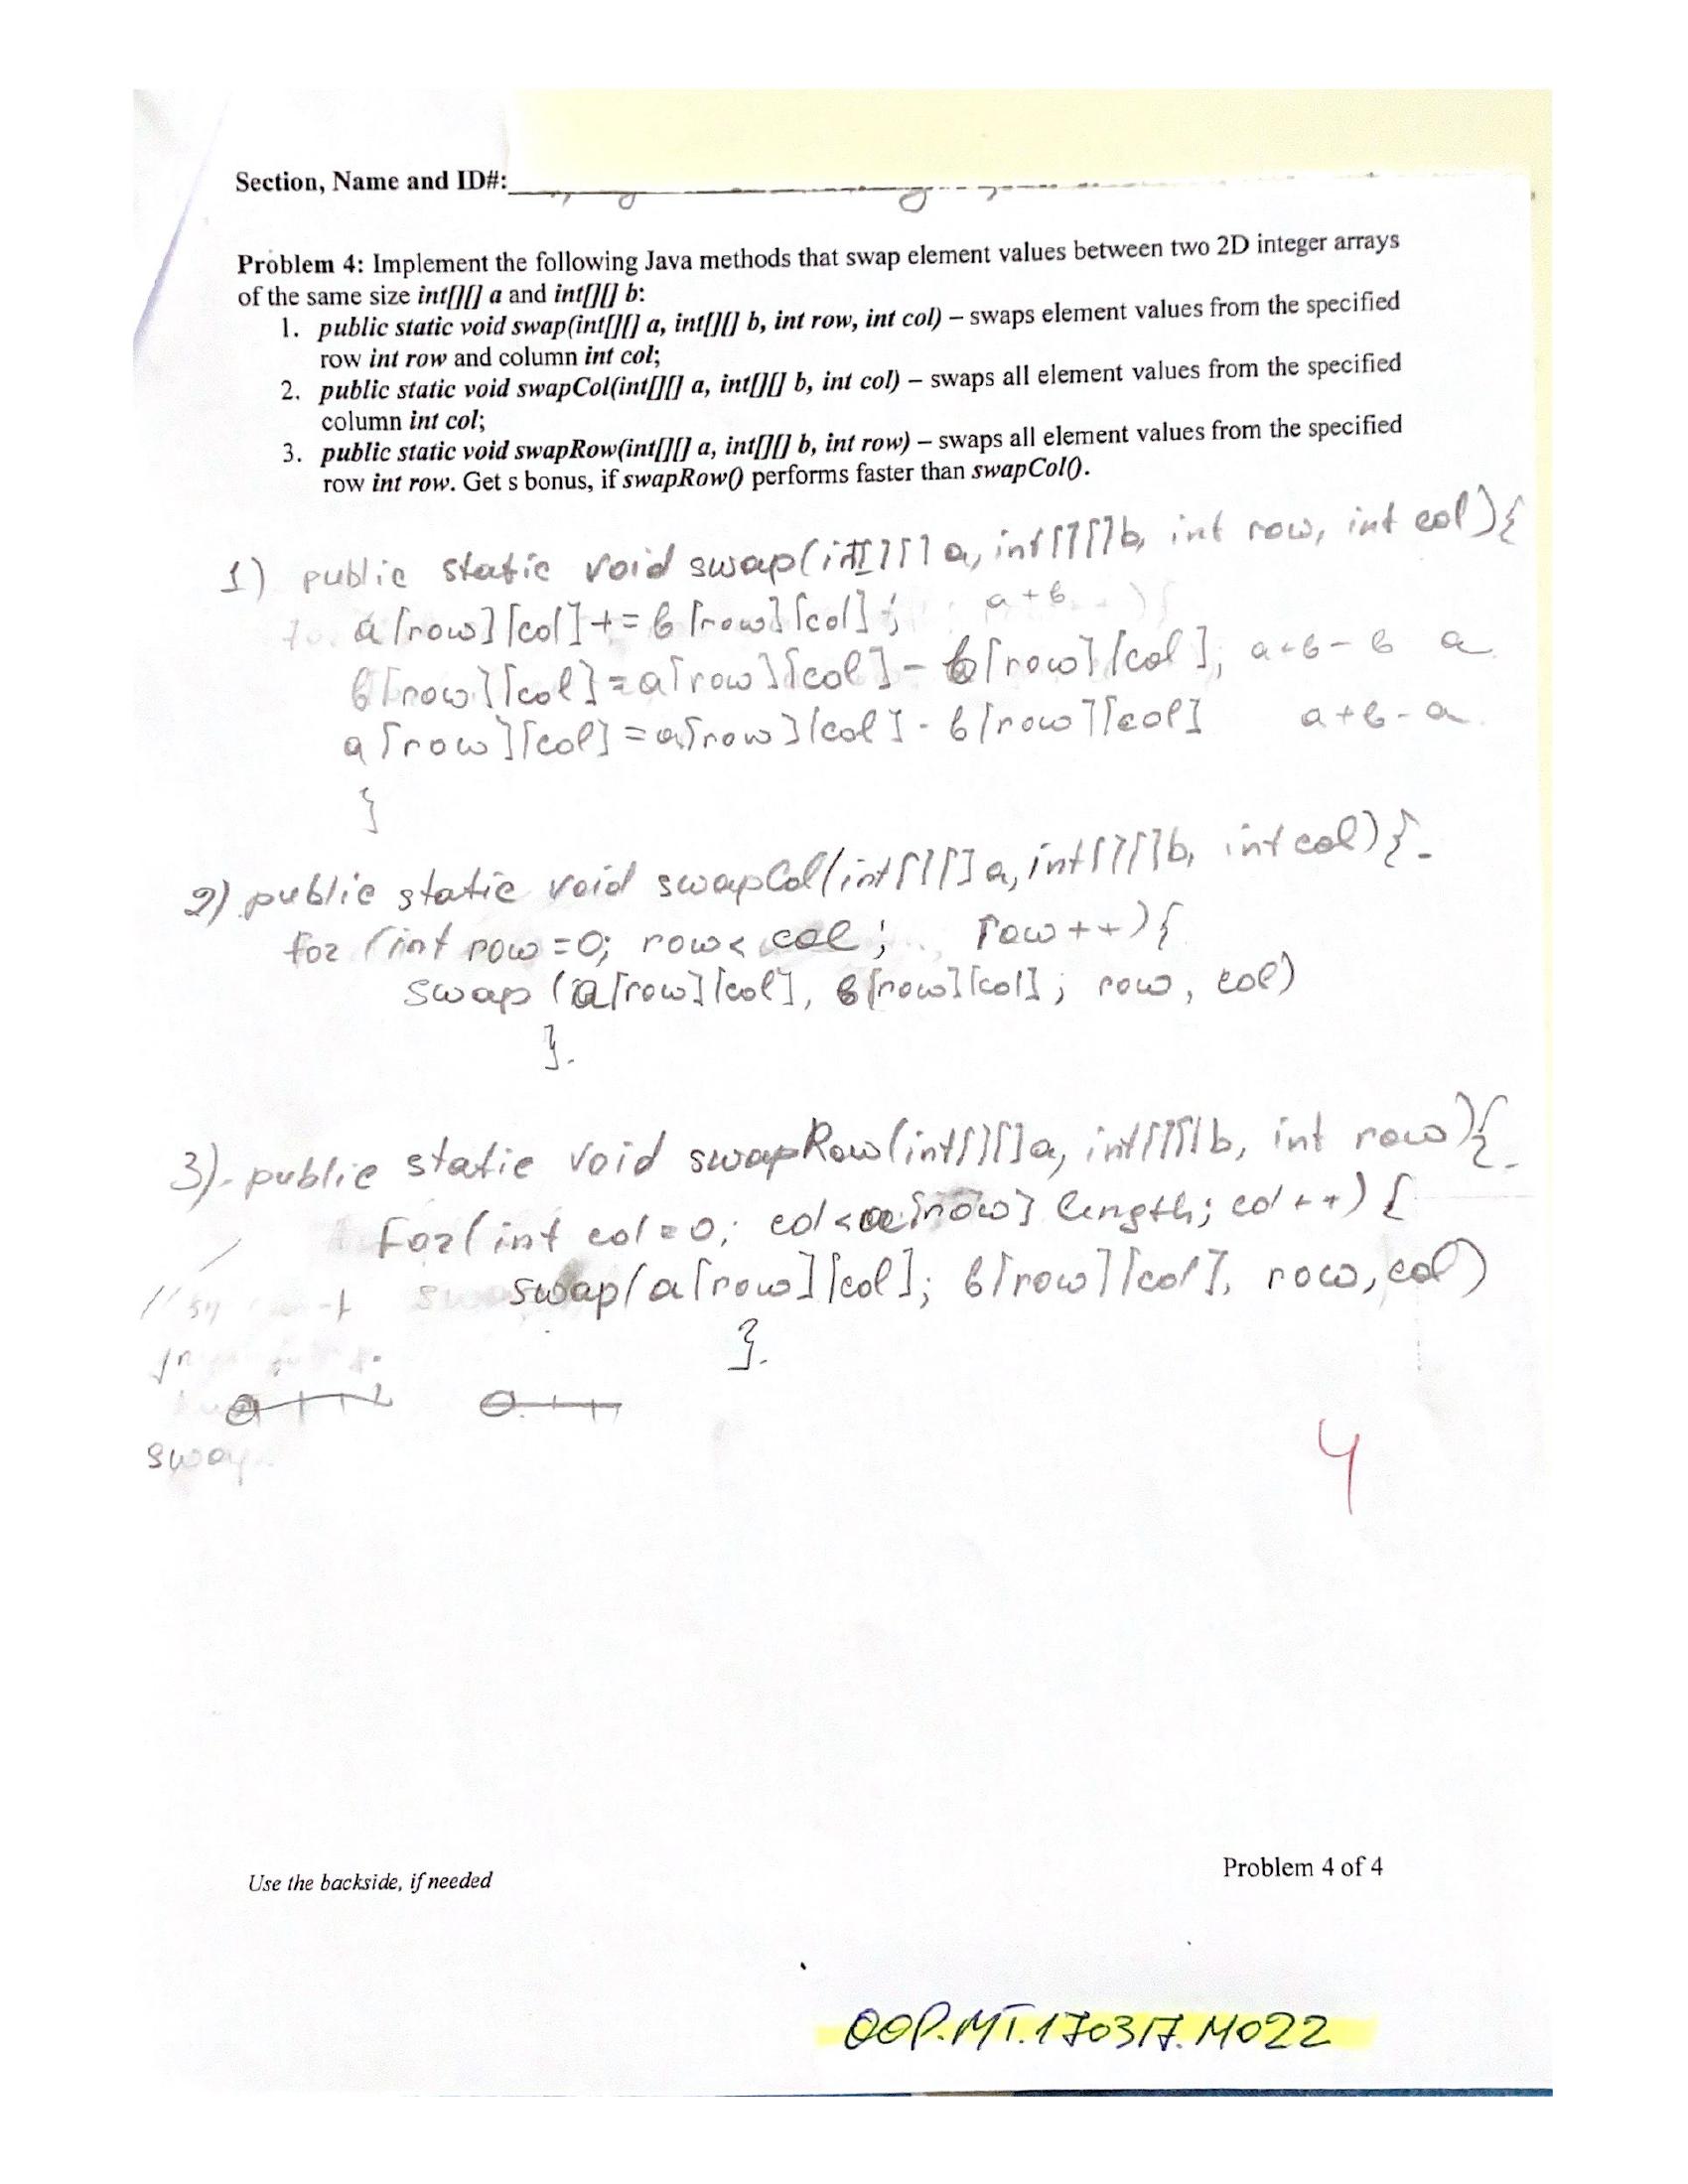 Section, Name and ID#:
Problem 4: Implement the following Java methods that swap element values between two 2D integer arrays
of the same size int[][] a and int[][] b:
1. public static void swap(int[][] a, int[][] b, int row, int col) – swaps element values from the specified
row int row and column int col;
2. public static void swapCol(int[][] a, int[][] b, int col) – swaps all element values from the specified
column int col;
3. public static void swapRow(int[][] a, int[][] b, int row) – swaps all element values from the specified
row int row. Get s bonus, if swapRow() performs faster than swapCol().
1) public static void swap(int[][] a, int[][]b, int row, int col){
a[row][col]+=b[row][col]; a+b
b[row][col]=a[row][col]-b[row][col]; a+b-b a
a[row][col]=a[row][col]-b[row][col] a+b-a
}
2) public static void swapCol(int[][]a, int[][]b, int col){
for (int row=0; row< col; row++){
swap (a[row][col], b[row][col]; row, col)
}.
3) public static void swapRow(int[][]a, int[][]b, int row){
for(int col=0; col<a[row] length; col++){
swap(a[row][col]; b[row][col], row, col)
}.
swap
4
Use the backside, if needed
Problem 4 of 4
OOP.MT.170317.M022